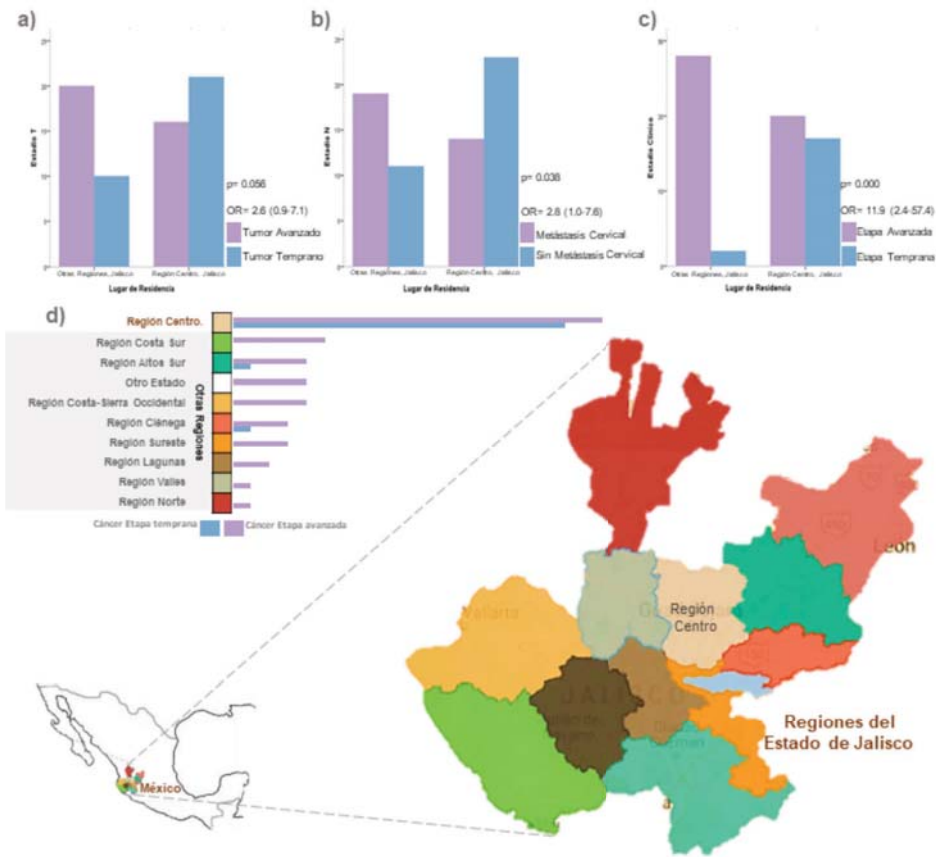 a)
Estadio T
p= 0.056
OR= 2.6 (0.9-7.1)
Tumor Avanzado
Tumor Temprano
Otras Regiones, Jalisco
Región Centro, Jalisco
Lugar de Residencia
b)
Estadio N
p= 0.038
OR= 2.8 (1.0-7.6)
Metástasis Cervical
Sin Metástasis Cervical
Otras Regiones, Jalisco
Región Centro, Jalisco
Lugar de Residencia
c)
Estadio Clínico
p= 0.000
OR= 11.9 (2.4-57.4)
Etapa Avanzada
Etapa Temprana
Otras Regiones, Jalisco
Región Centro, Jalisco
Lugar de Residencia
d)
Región Centro.
Región Costa Sur
Región Altos Sur
Otro Estado
Región Costa-Sierra Occidental
Región Ciénega
Región Sureste
Región Lagunas
Región Valles
Región Norte
Otras Regiones
Cáncer Etapa temprana
Cáncer Etapa avanzada
León
Vallarta
Región
Centro
JALISCO
Regiones del
Estado de Jalisco
México